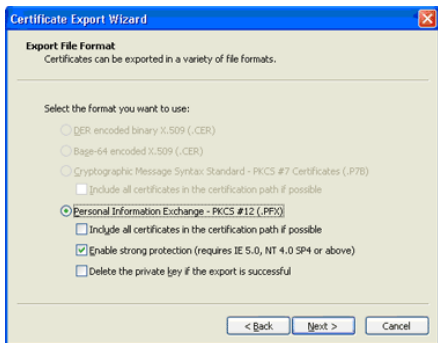 Certificate Export Wizard
Export File Format
Certificates can be exported in a variety of file formats.
Select the format you want to use:
DER encoded binary X.509 (.CER)
Base-64 encoded X.509 (.CER)
Cryptographic Message Syntax Standard - PKCS #7 Certificates (.P7B)
Include all certificates in the certification path if possible
Personal Information Exchange - PKCS #12 (.PFX)
Include all certificates in the certification path if possible
Enable strong protection (requires IE 5.0, NT 4.0 SP4 or above)
Delete the private key if the export is successful
< Back Next > Cancel